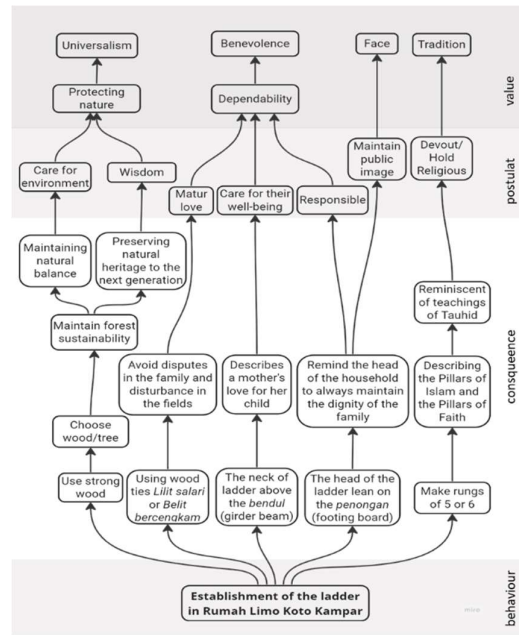 Universalism
Benevolence
Face
Tradition
value
Protecting
nature
Dependability
postulat
Care for
environment
Wisdom
Matur
love
Care for their
well-being
Responsible
Maintain
public
image
Devout/
Hold
Religious
consqueence
Maintaining
natural
balance
Preserving
natural
heritage to the
next generation
Reminiscent
of teachings
of Tauhid
Maintain forest
sustainability
Avoid disputes
in the family and
disturbance in
the fields
Describes
a mother's
love for her
child
Remind the head
of the household
to always maintain
the dignity of the
family
Describing
the Pillars of
Islam and
the Pillars of
Faith
Choose
wood/tree
Use strong
wood
Using wood
ties Lilit salari
or Belit
bercengkam
The neck of
ladder above
the bendul
(girder beam)
The head of the
ladder lean on
the penongan
(footing board)
Make rungs
of 5 or 6
behaviour
Establishment of the ladder
in Rumah Limo Koto Kampar